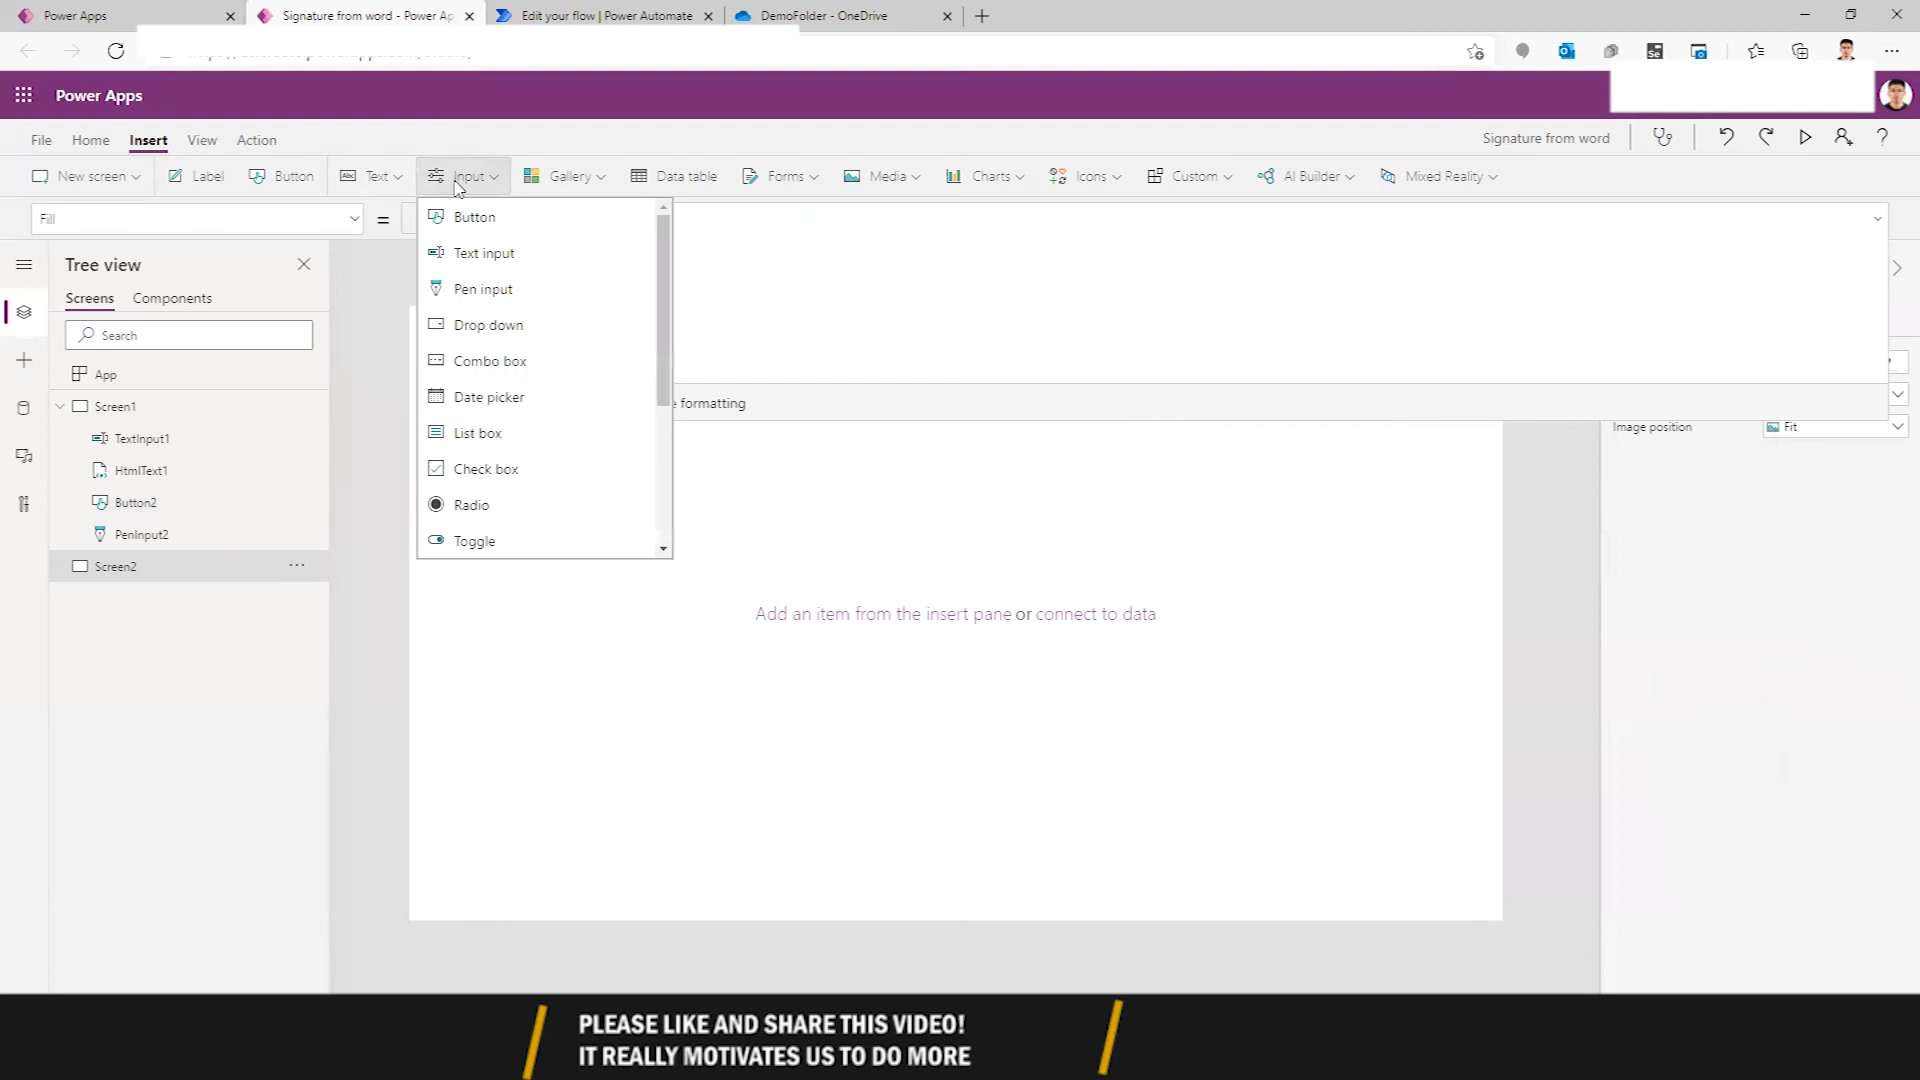 Power Apps
Signature from word - Power Ap
Edit your flow | Power Automate
DemoFolder - OneDrive
Power Apps
File Home Insert View Action
Signature from word
New screen Label Button Text Input Gallery Data table Forms Media Charts Icons Custom AI Builder Mixed Reality
Fill =
Tree view
Screens Components
Search
App
Screen1
TextInput1
HtmlText1
Button2
PenInput2
Screen2
Button
Text input
Pen input
Drop down
Combo box
Date picker
List box
Check box
Radio
Toggle
formatting
Image position Fit
Add an item from the insert pane or connect to data
PLEASE LIKE AND SHARE THIS VIDEO!
IT REALLY MOTIVATES US TO DO MORE